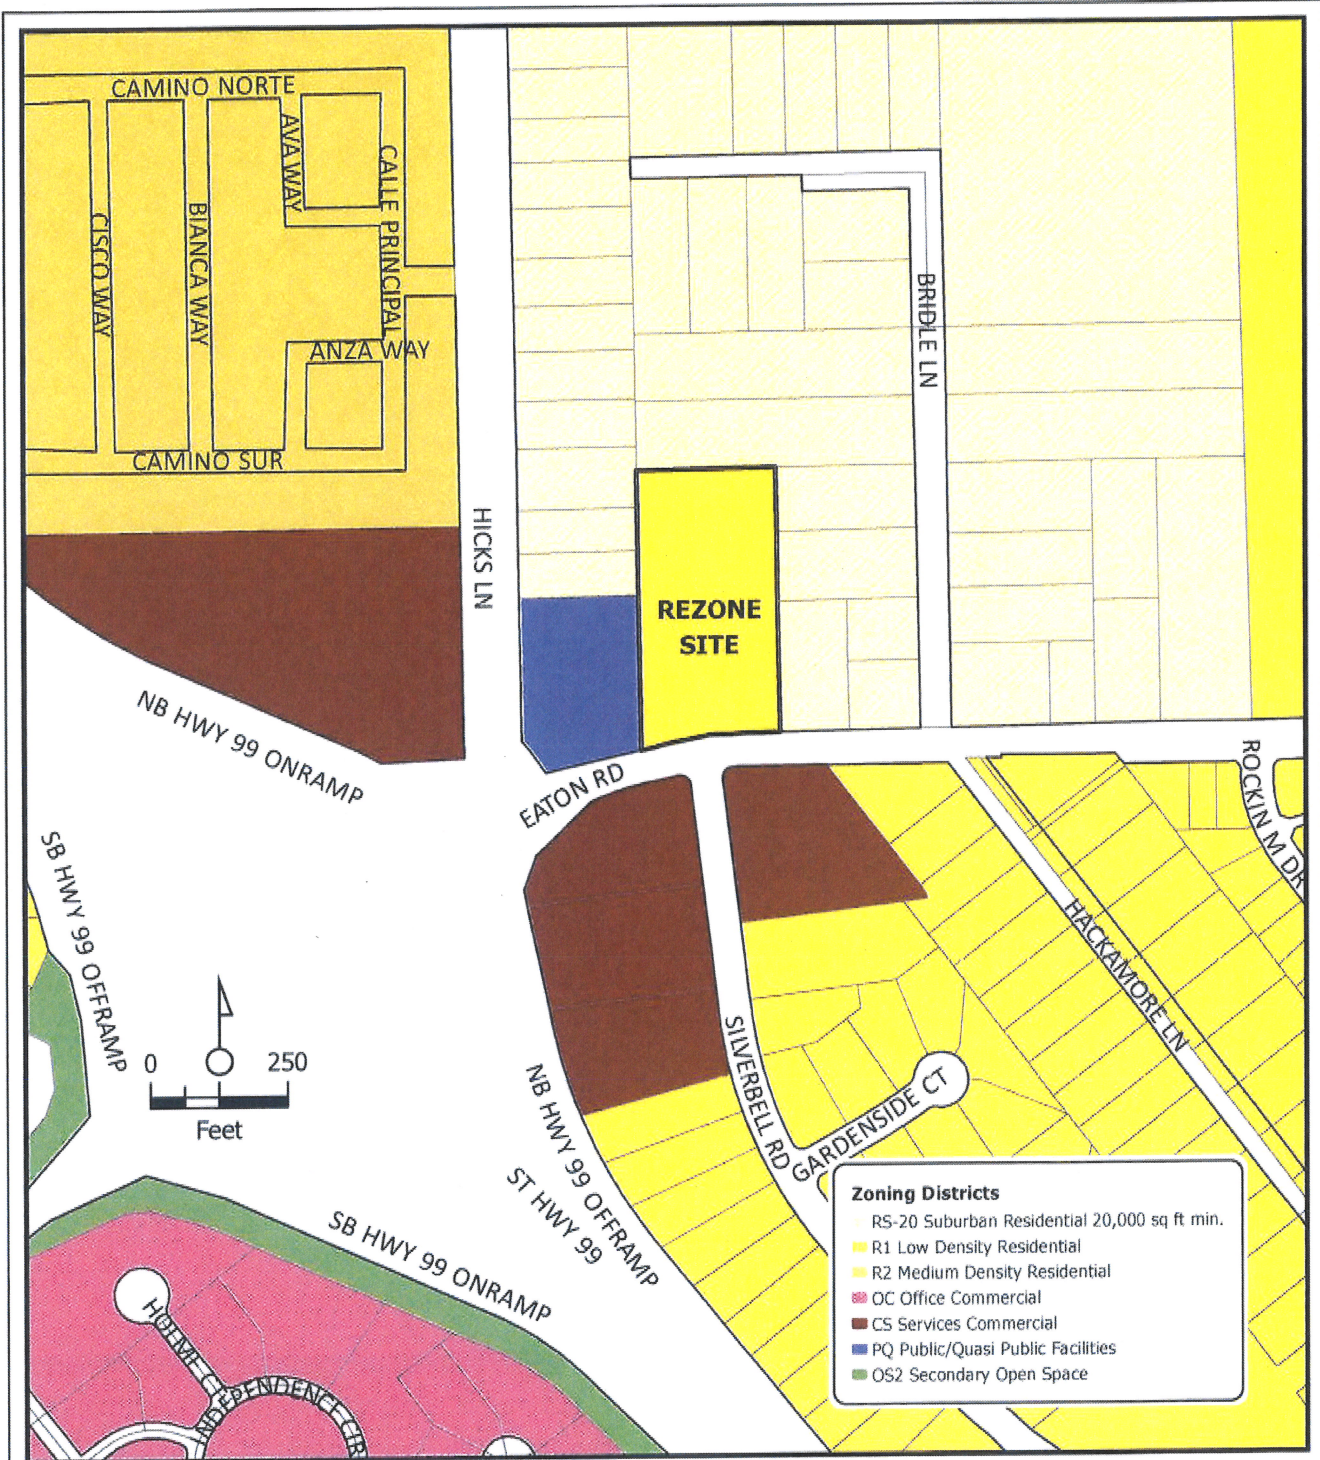 CAMINO NORTE
AVA WAY
CALLE PRINCIPAL
CISCO WAY
BIANCA WAY
ANZA WAY
CAMINO SUR
BRIDLE LN
HICKS LN
REZONE
SITE
NB HWY 99 ONRAMP
EATON RD
ROCKIN M DR
SB HWY 99 OFFRAMP
HACKAMORE LN
0 250
Feet
SILVERBELL RD
GARDENSIDE CT
NB HWY 99 OFFRAMP
ST HWY 99
SB HWY 99 ONRAMP
HOLME CT
INDEPENDENCE CIR
Zoning Districts
RS-20 Suburban Residential 20,000 sq ft min.
R1 Low Density Residential
R2 Medium Density Residential
OC Office Commercial
CS Services Commercial
PQ Public/Quasi Public Facilities
OS2 Secondary Open Space